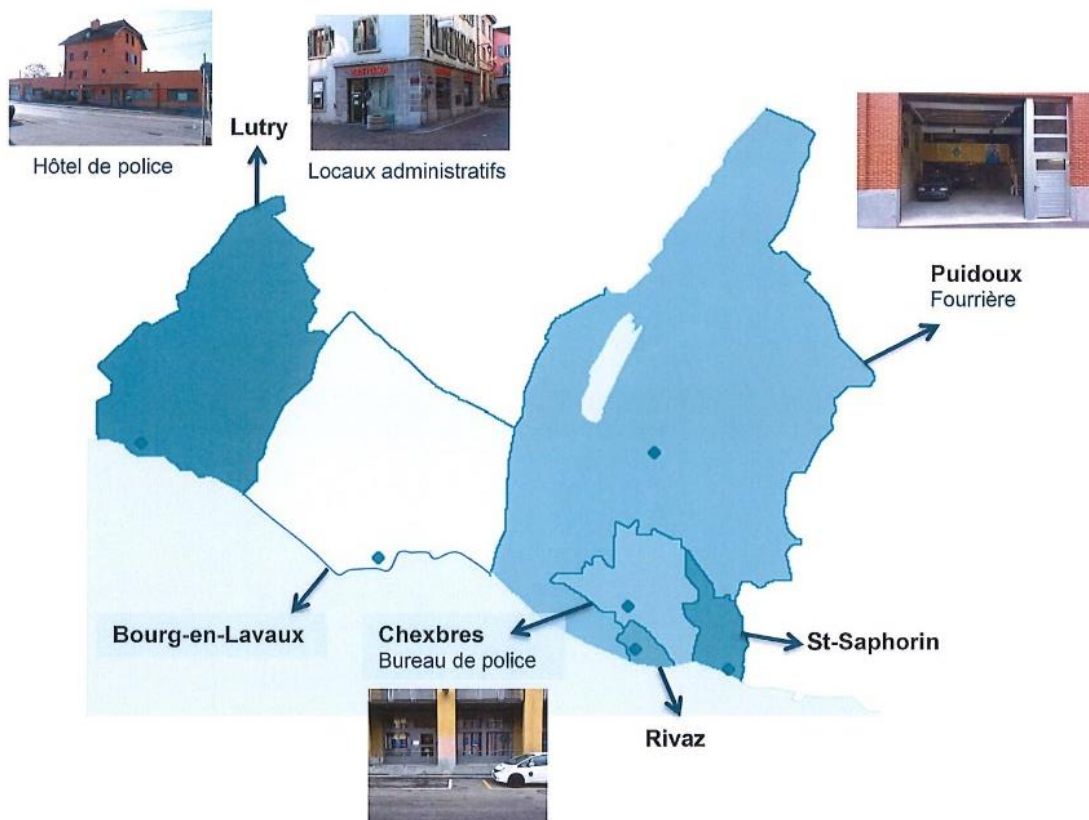 Lutry
Hôtel de police
Locaux administratifs
Puidoux
Fourrière
Bourg-en-Lavaux
Chexbres
Bureau de police
St-Saphorin
Rivaz